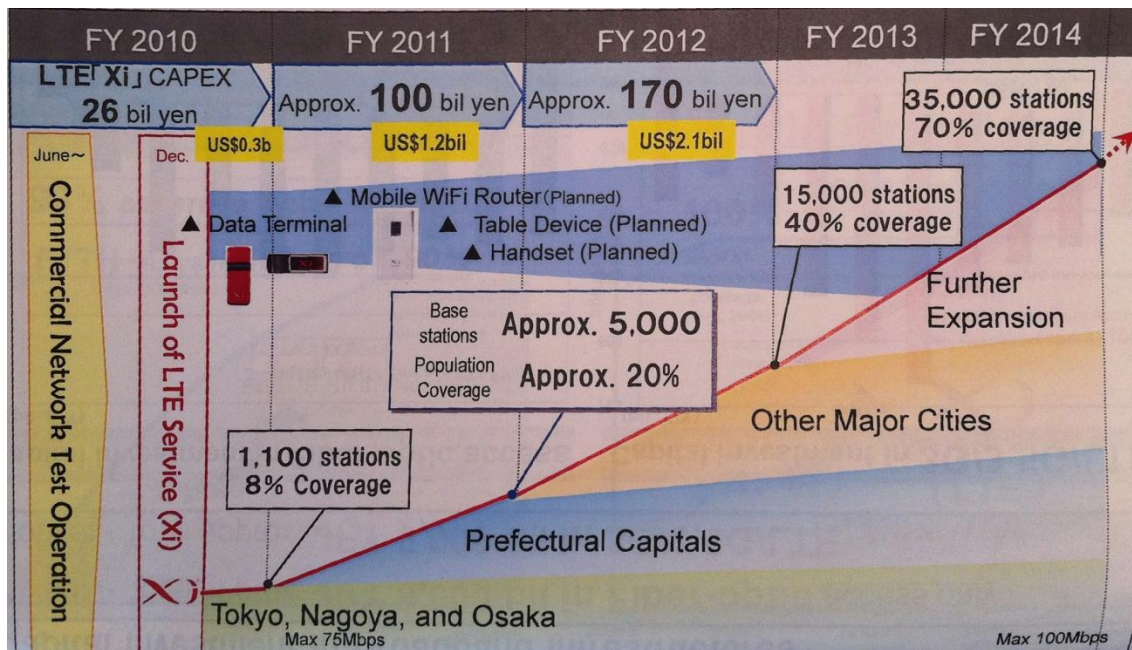 FY 2010
FY 2011
FY 2012
FY 2013
FY 2014
LTE「Xi」CAPEX
26 bil yen
Approx. 100 bil yen
Approx. 170 bil yen
US$0.3b
US$1.2bil
US$2.1bil
35,000 stations
70% coverage
June~
Commercial Network Test Operation
Dec.
Launch of LTE Service (Xi)
▲ Mobile WiFi Router (Planned)
▲ Data Terminal
▲ Table Device (Planned)
▲ Handset (Planned)
15,000 stations
40% coverage
Further
Expansion
Base
stations
Approx. 5,000
Population
Coverage
Approx. 20%
Other Major Cities
1,100 stations
8% Coverage
Prefectural Capitals
Xi
Tokyo, Nagoya, and Osaka
Max 75Mbps
Max 100Mbps